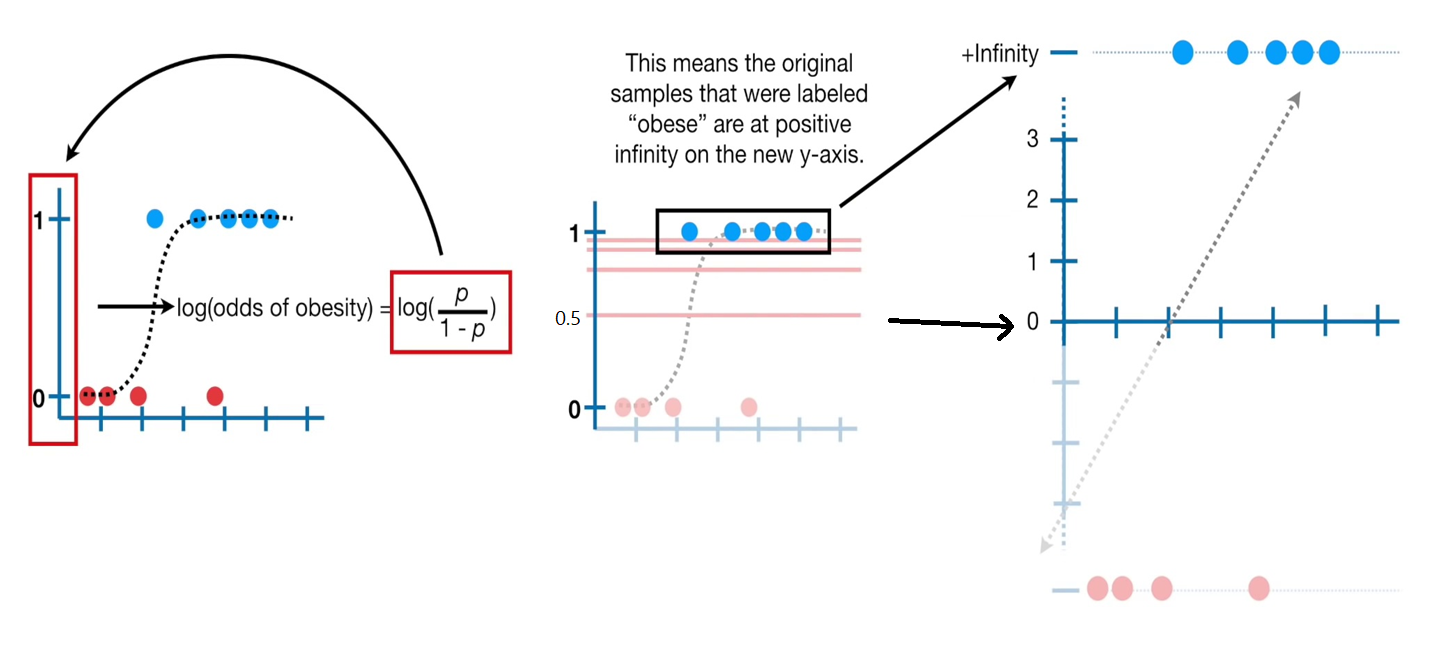 1
log(odds of obesity) = log(p/1 - p)
0
This means the original
samples that were labeled
“obese” are at positive
infinity on the new y-axis.
1
0.5
0
+Infinity
3
2
1
0